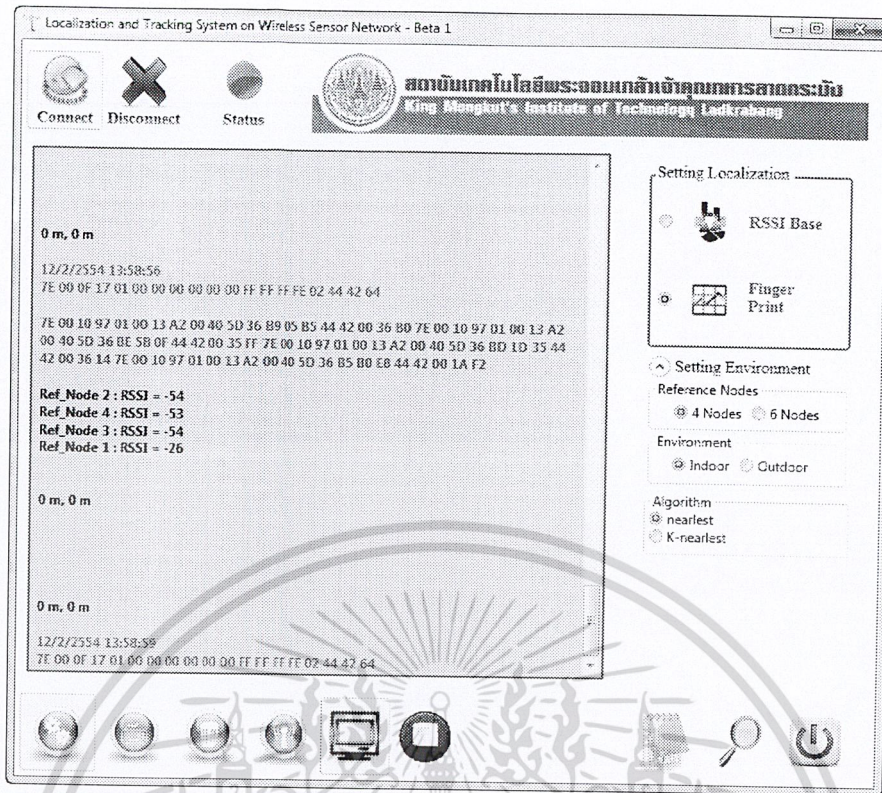 Localization and Tracking System on Wireless Sensor Network - Beta 1
Connect Disconnect Status
สถาบันเทคโนโลยีพระจอมเกล้าเจ้าคุณทหารลาดกระบัง
King Mongkut's Institute of Technology Ladkrabang
0 m, 0 m
12/2/2554 13:58:56
7E 00 0F 17 01 00 00 00 00 00 00 FF FF FF FE 02 44 42 64
7E 00 10 97 01 00 13 A2 00 40 5D 36 B9 05 B5 44 42 00 36 B0 7E 00 10 97 01 00 13 A2
00 40 5D 36 BE 5B 0F 44 42 00 35 FF 7E 00 10 97 01 00 13 A2 00 40 5D 36 BD 1D 35 44
42 00 36 14 7E 00 10 97 01 00 13 A2 00 40 5D 36 B5 B0 E8 44 42 00 1A F2
Ref_Node 2 : RSSI = -54
Ref_Node 4 : RSSI = -53
Ref_Node 3 : RSSI = -54
Ref_Node 1 : RSSI = -26
0 m, 0 m
0 m, 0 m
12/2/2554 13:58:59
7E 00 0F 17 01 00 00 00 00 00 00 FF FF FF FE 02 44 42 64
Setting Localization
RSSI Base
Finger
Print
Setting Environment
Reference Nodes
4 Nodes 6 Nodes
Environment
Indoor Outdoor
Algorithm
nearlest
K-nearlest